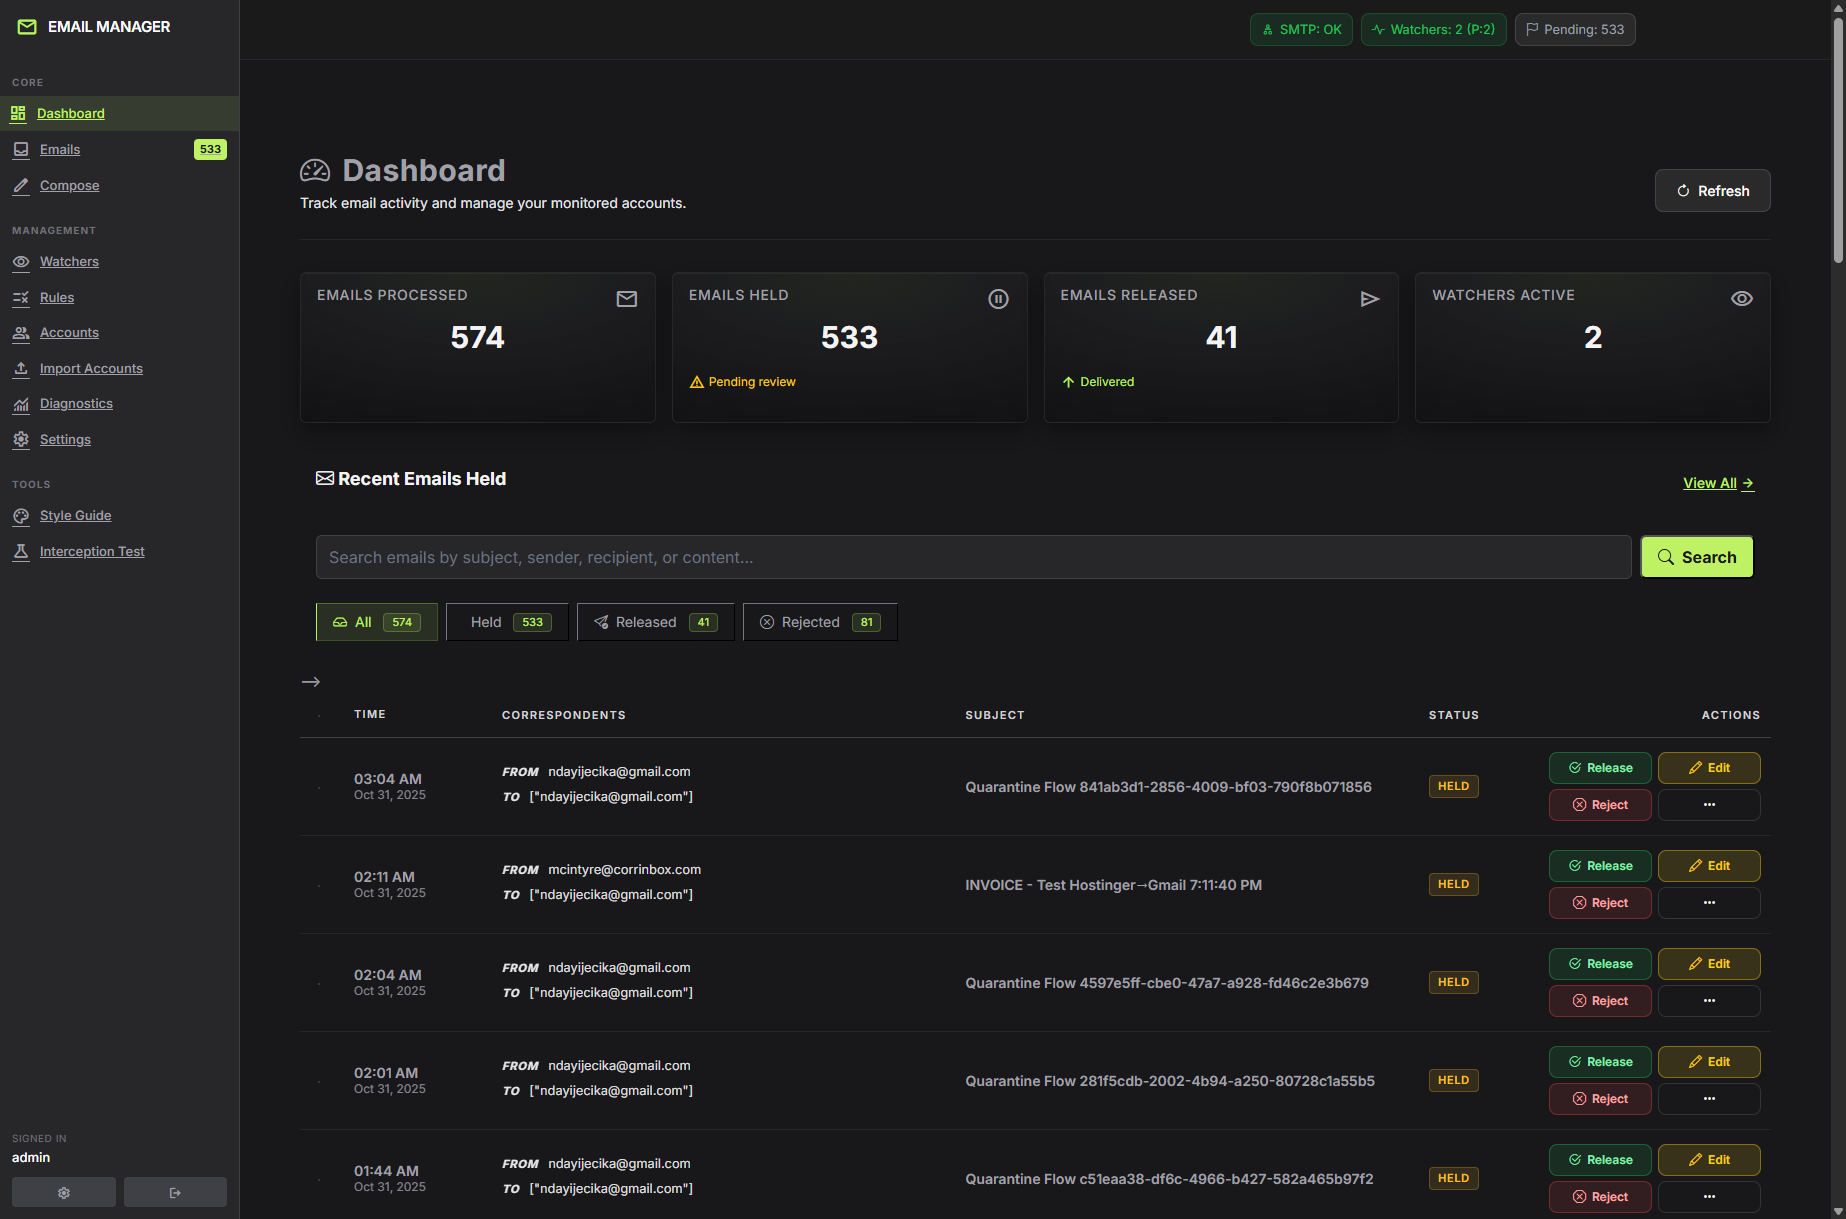 EMAIL MANAGER
SMTP: OK
Watchers: 2 (P:2)
Pending: 533
CORE
Dashboard
Emails 533
Compose
MANAGEMENT
Watchers
Rules
Accounts
Import Accounts
Diagnostics
Settings
TOOLS
Style Guide
Interception Test
SIGNED IN
admin
Dashboard
Track email activity and manage your monitored accounts.
Refresh
EMAILS PROCESSED
574
EMAILS HELD
533
Pending review
EMAILS RELEASED
41
Delivered
WATCHERS ACTIVE
2
Recent Emails Held
View All →
Search emails by subject, sender, recipient, or content...
Search
All 574
Held 533
Released 41
Rejected 81
TIME CORRESPONDENTS SUBJECT STATUS ACTIONS
03:04 AM
Oct 31, 2025
FROM ndayijecika@gmail.com
TO ["ndayijecika@gmail.com"]
Quarantine Flow 841ab3d1-2856-4009-bf03-790f8b071856
HELD
Release Edit
Reject ...
02:11 AM
Oct 31, 2025
FROM mcintyre@corrinbox.com
TO ["ndayijecika@gmail.com"]
INVOICE - Test Hostinger→Gmail 7:11:40 PM
HELD
Release Edit
Reject ...
02:04 AM
Oct 31, 2025
FROM ndayijecika@gmail.com
TO ["ndayijecika@gmail.com"]
Quarantine Flow 4597e5ff-cbe0-47a7-a928-fd46c2e3b679
HELD
Release Edit
Reject ...
02:01 AM
Oct 31, 2025
FROM ndayijecika@gmail.com
TO ["ndayijecika@gmail.com"]
Quarantine Flow 281f5cdb-2002-4b94-a250-80728c1a55b5
HELD
Release Edit
Reject ...
01:44 AM
Oct 31, 2025
FROM ndayijecika@gmail.com
TO ["ndayijecika@gmail.com"]
Quarantine Flow c51eaa38-df6c-4966-b427-582a465b97f2
HELD
Release Edit
Reject ...